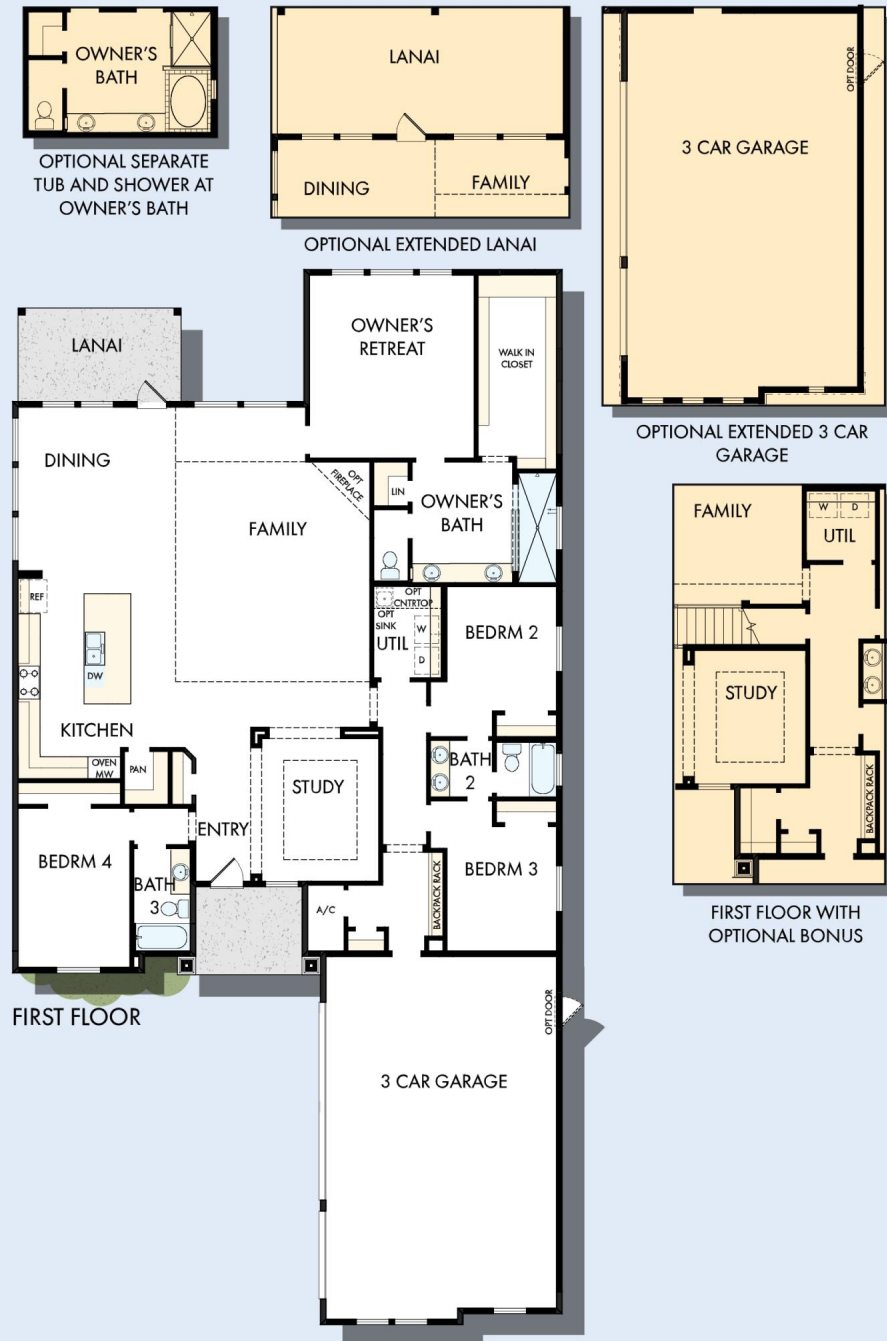 OWNER'S
BATH
OPTIONAL SEPARATE
TUB AND SHOWER AT
OWNER'S BATH
LANAI
DINING
FAMILY
OPTIONAL EXTENDED LANAI
OPT DOOR
3 CAR GARAGE
OPTIONAL EXTENDED 3 CAR
GARAGE
LANAI
OWNER'S
RETREAT
WALK IN
CLOSET
DINING
OPT
FIREPLACE
LIN
OWNER'S
BATH
FAMILY
REF
OPT
CNTRTOP
OPT
SINK
W
UTIL
D
BEDRM 2
DW
KITCHEN
OVEN
MW
PAN
STUDY
BATH
2
ENTRY
BEDRM 4
BATH
3
BEDRM 3
BACKPACK RACK
A/C
FIRST FLOOR
OPT DOOR
3 CAR GARAGE
FAMILY
W
D
UTIL
STUDY
BACKPACK RACK
FIRST FLOOR WITH
OPTIONAL BONUS